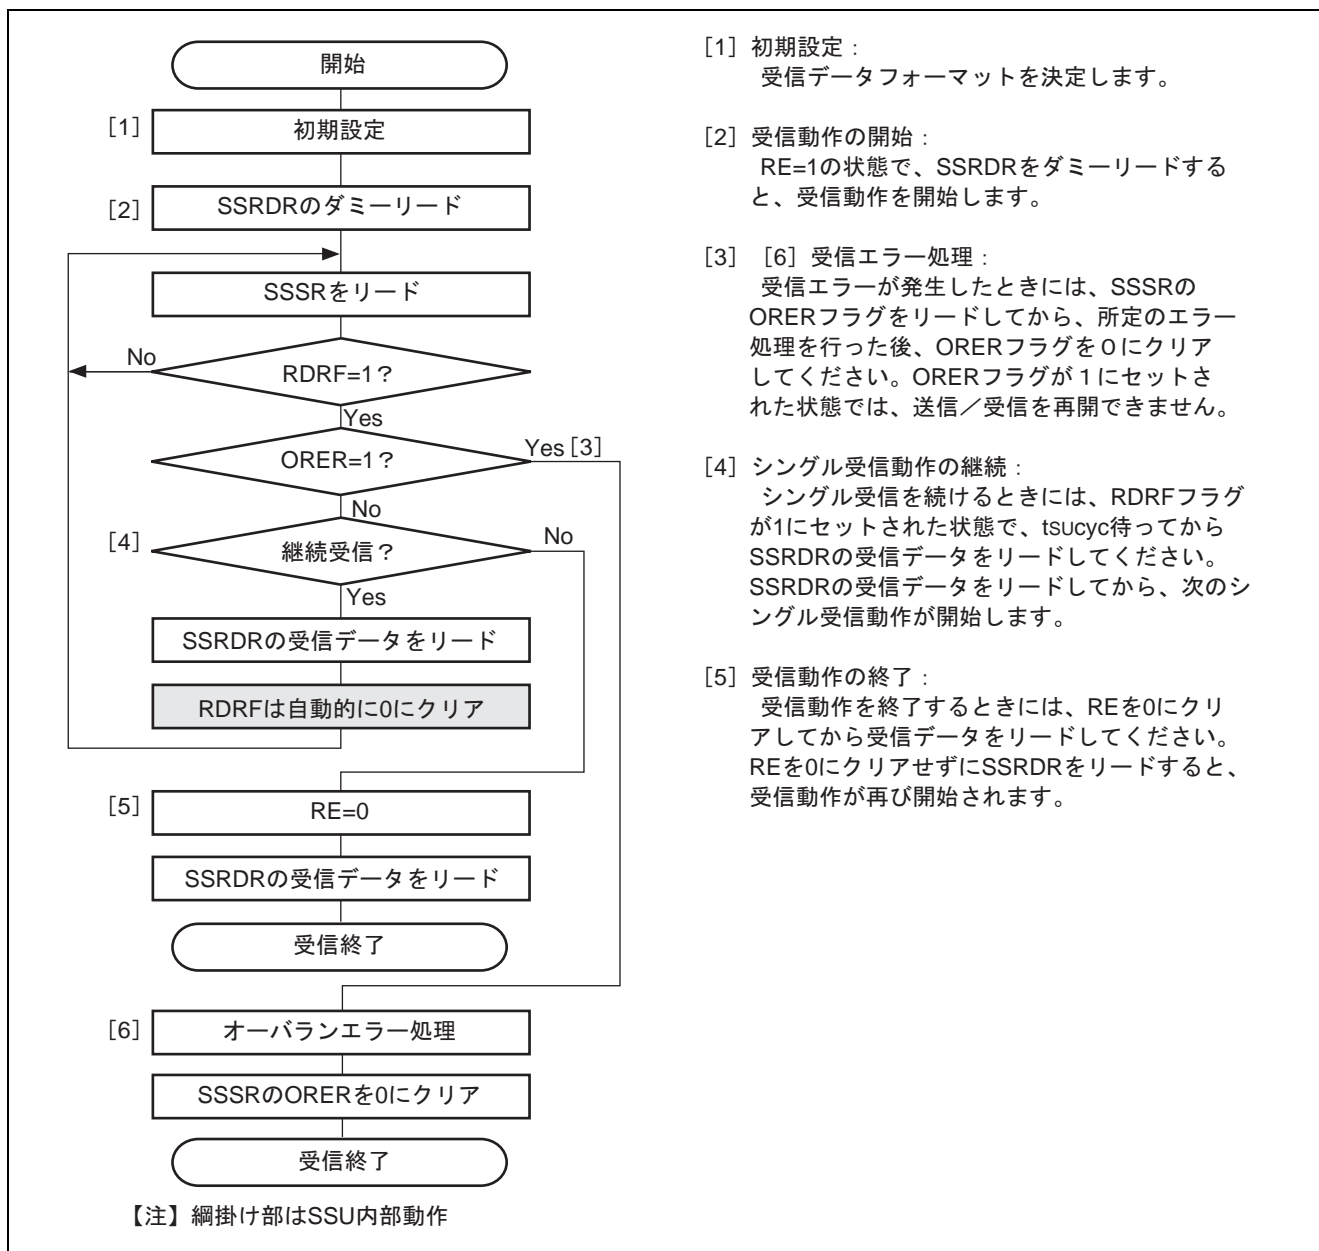 開始
[1] 初期設定
[2] SSRDRのダミーリード
SSSRをリード
No
RDRF=1？
Yes
ORER=1？
Yes [3]
No
[4] 継続受信？
No
Yes
SSRDRの受信データをリード
RDRFは自動的に0にクリア
[5] RE=0
SSRDRの受信データをリード
受信終了
[6] オーバランエラー処理
SSSRのORERを0にクリア
受信終了
【注】綱掛け部はSSU内部動作
[1] 初期設定：
受信データフォーマットを決定します。
[2] 受信動作の開始：
RE=1の状態で、SSRDRをダミーリードする
と、受信動作を開始します。
[3] [6] 受信エラー処理：
受信エラーが発生したときには、SSSRの
ORERフラグをリードしてから、所定のエラー
処理を行った後、ORERフラグを０にクリア
してください。ORERフラグが１にセットさ
れた状態では、送信／受信を再開できません。
[4] シングル受信動作の継続：
シングル受信を続けるときには、RDRFフラグ
が1にセットされた状態で、tsucyc待ってから
SSRDRの受信データをリードしてください。
SSRDRの受信データをリードしてから、次のシ
ングル受信動作が開始します。
[5] 受信動作の終了：
受信動作を終了するときには、REを0にクリ
アしてから受信データをリードしてください。
REを0にクリアせずにSSRDRをリードすると、
受信動作が再び開始されます。